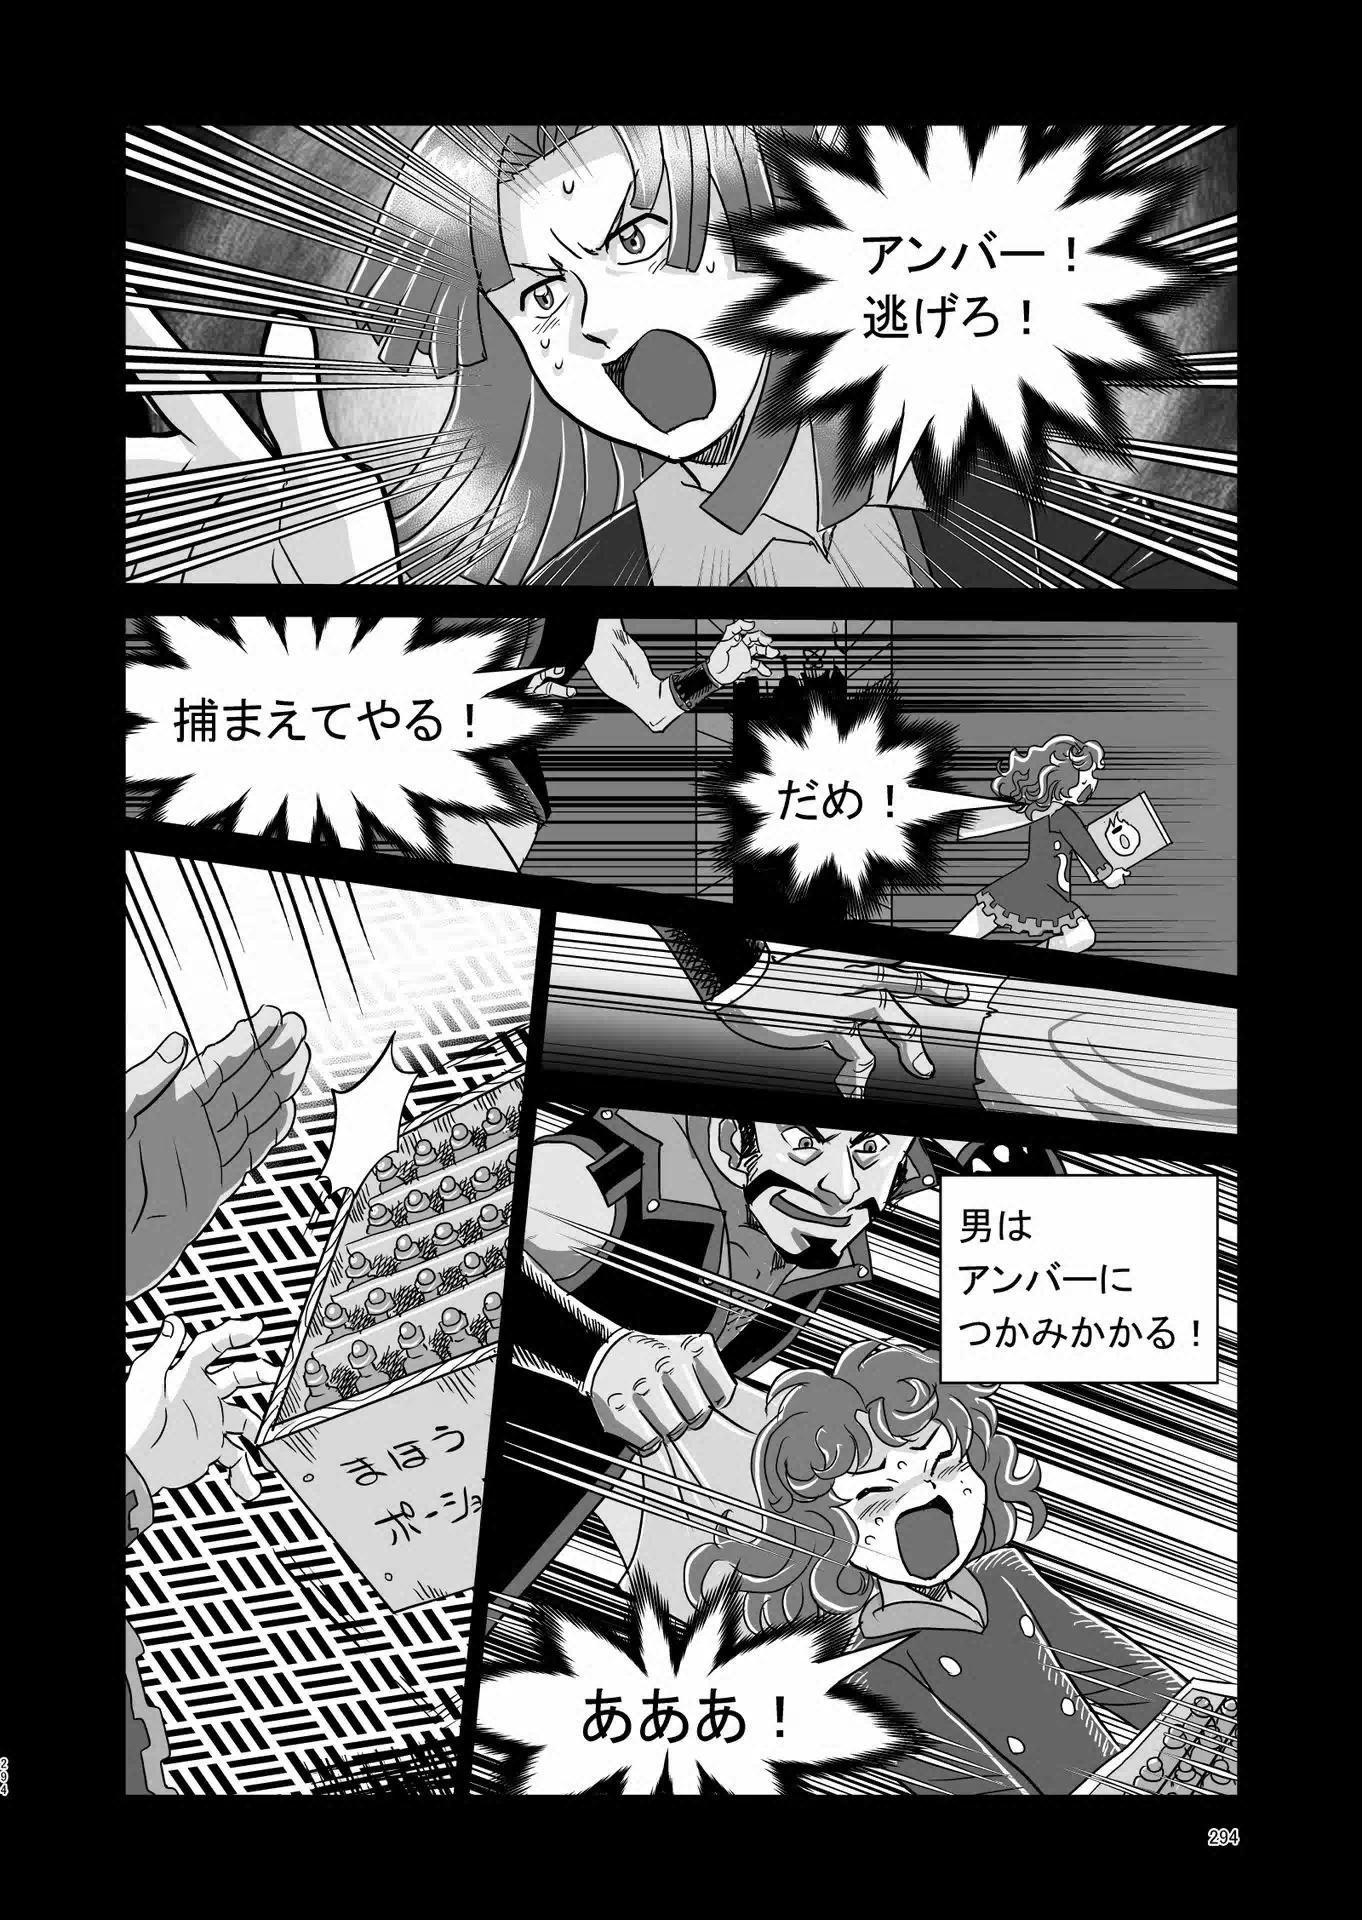 アンバー！
逃げろ！
だめ！
捕まえてやる！
男は
アンバーに
つかみかかる！
あああ！
まほう
ポーショ
294
294